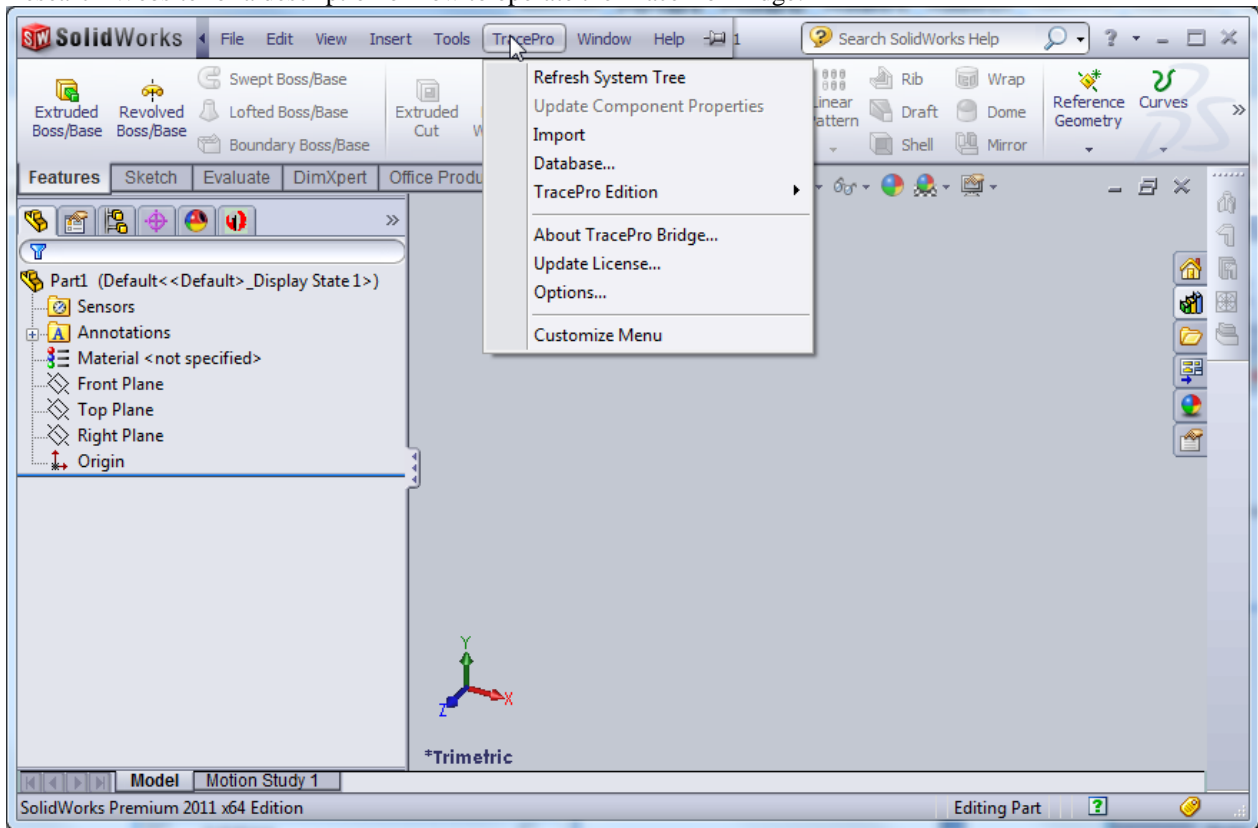 SolidWorks File Edit View Insert Tools TracePro Window Help 1 Search SolidWorks Help ?
Refresh System Tree
Update Component Properties
Import
Database...
TracePro Edition
About TracePro Bridge...
Update License...
Options...
Customize Menu
Extruded Boss/Base
Revolved Boss/Base
Swept Boss/Base
Lofted Boss/Base
Boundary Boss/Base
Extruded Cut
Rib
Draft
Shell
Wrap
Dome
Mirror
Reference Geometry
Curves
Features Sketch Evaluate DimXpert Office Produ
Part1 (Default<<Default>_Display State 1>)
Sensors
Annotations
Material <not specified>
Front Plane
Top Plane
Right Plane
Origin
Y
X
Z
*Trimetric
Model Motion Study 1
SolidWorks Premium 2011 x64 Edition Editing Part